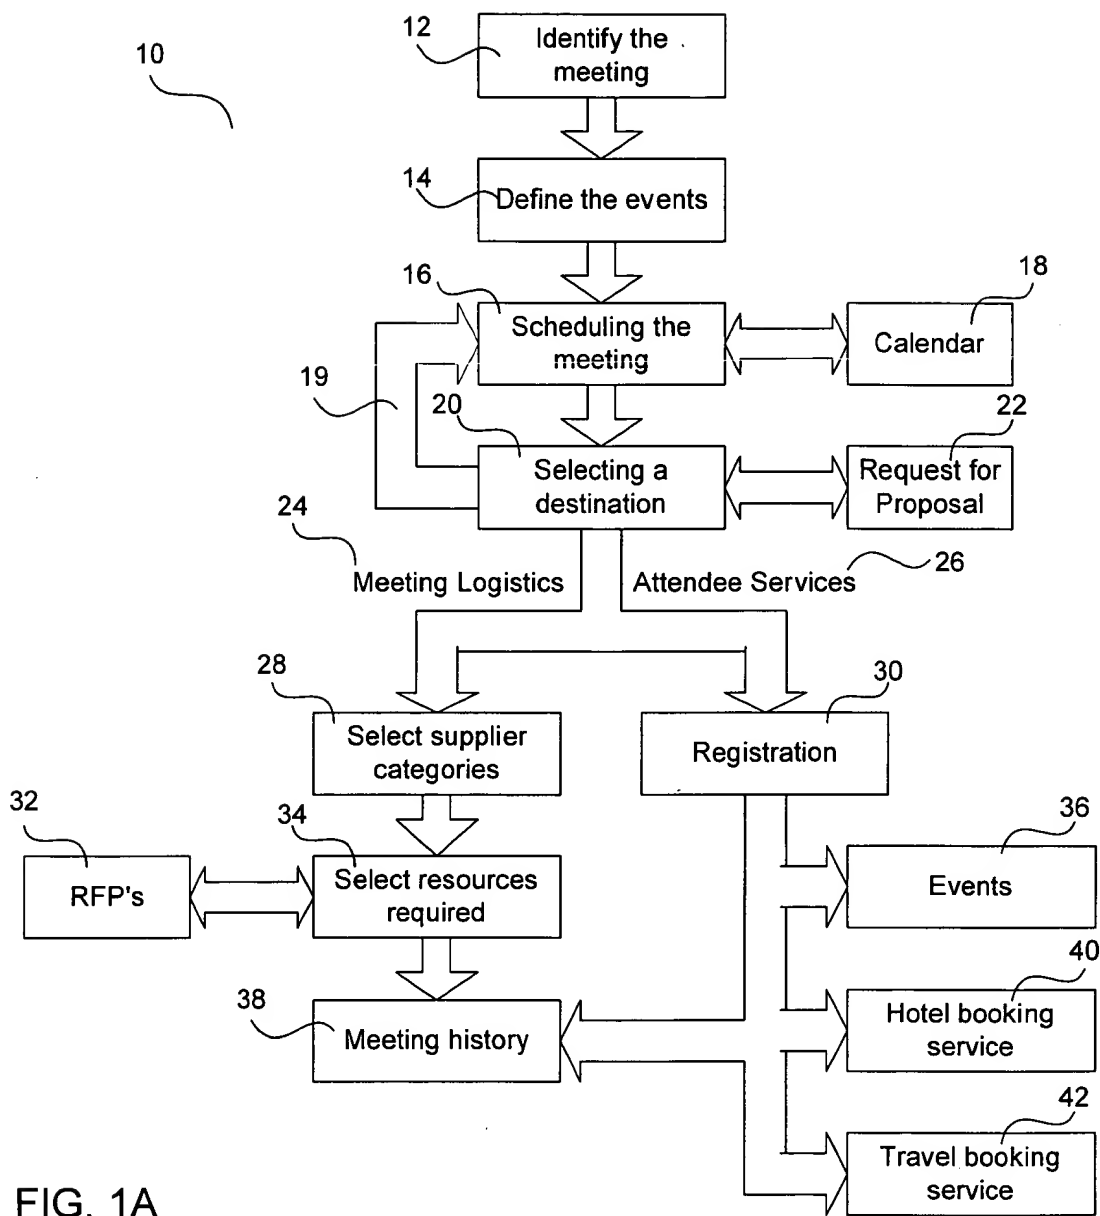 12
Identify the
meeting
10
14
Define the events
16
Scheduling the
meeting
18
Calendar
19
20
Selecting a
destination
22
Request for
Proposal
24
Meeting Logistics
Attendee Services
26
28
Select supplier
categories
30
Registration
32
RFP's
34
Select resources
required
36
Events
38
Meeting history
40
Hotel booking
service
42
Travel booking
service
FIG. 1A